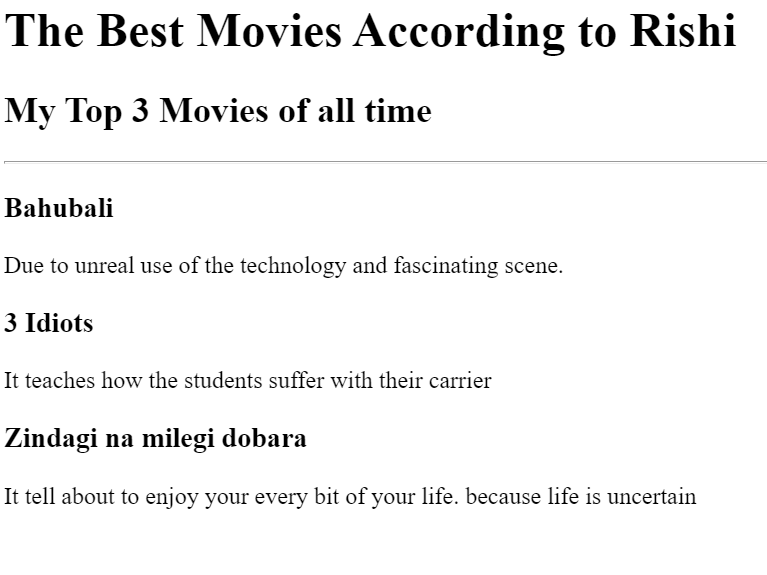 The Best Movies According to Rishi
My Top 3 Movies of all time
Bahubali
Due to unreal use of the technology and fascinating scene.
3 Idiots
It teaches how the students suffer with their carrier
Zindagi na milegi dobara
It tell about to enjoy your every bit of your life. because life is uncertain